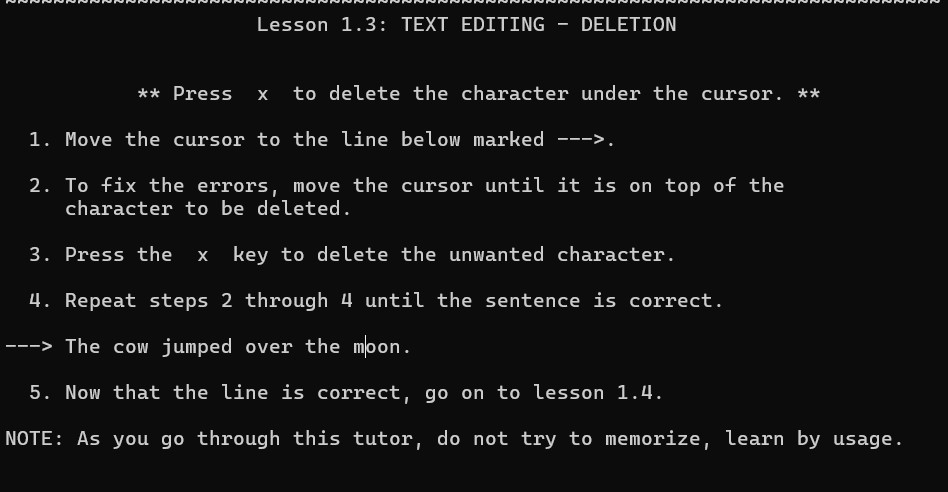 Lesson 1.3: TEXT EDITING - DELETION
** Press  x  to delete the character under the cursor. **
1. Move the cursor to the line below marked --->.
2. To fix the errors, move the cursor until it is on top of the
character to be deleted.
3. Press the  x  key to delete the unwanted character.
4. Repeat steps 2 through 4 until the sentence is correct.
---> The cow jumped over the moon.
5. Now that the line is correct, go on to lesson 1.4.
NOTE: As you go through this tutor, do not try to memorize, learn by usage.